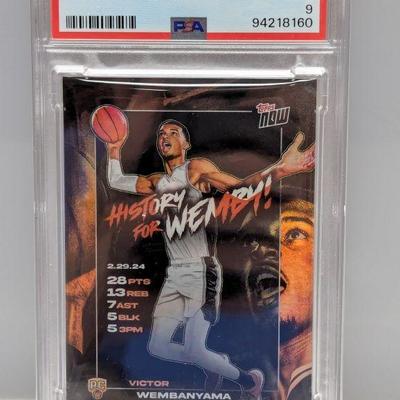 9
PSA
94218160
Topps
NOW
HISTORY
FOR WEMBY!
2.29.24
28 PTS
13 REB
7 AST
5 BLK
5 3PM
RC
VICTOR
WEMBANYAMA